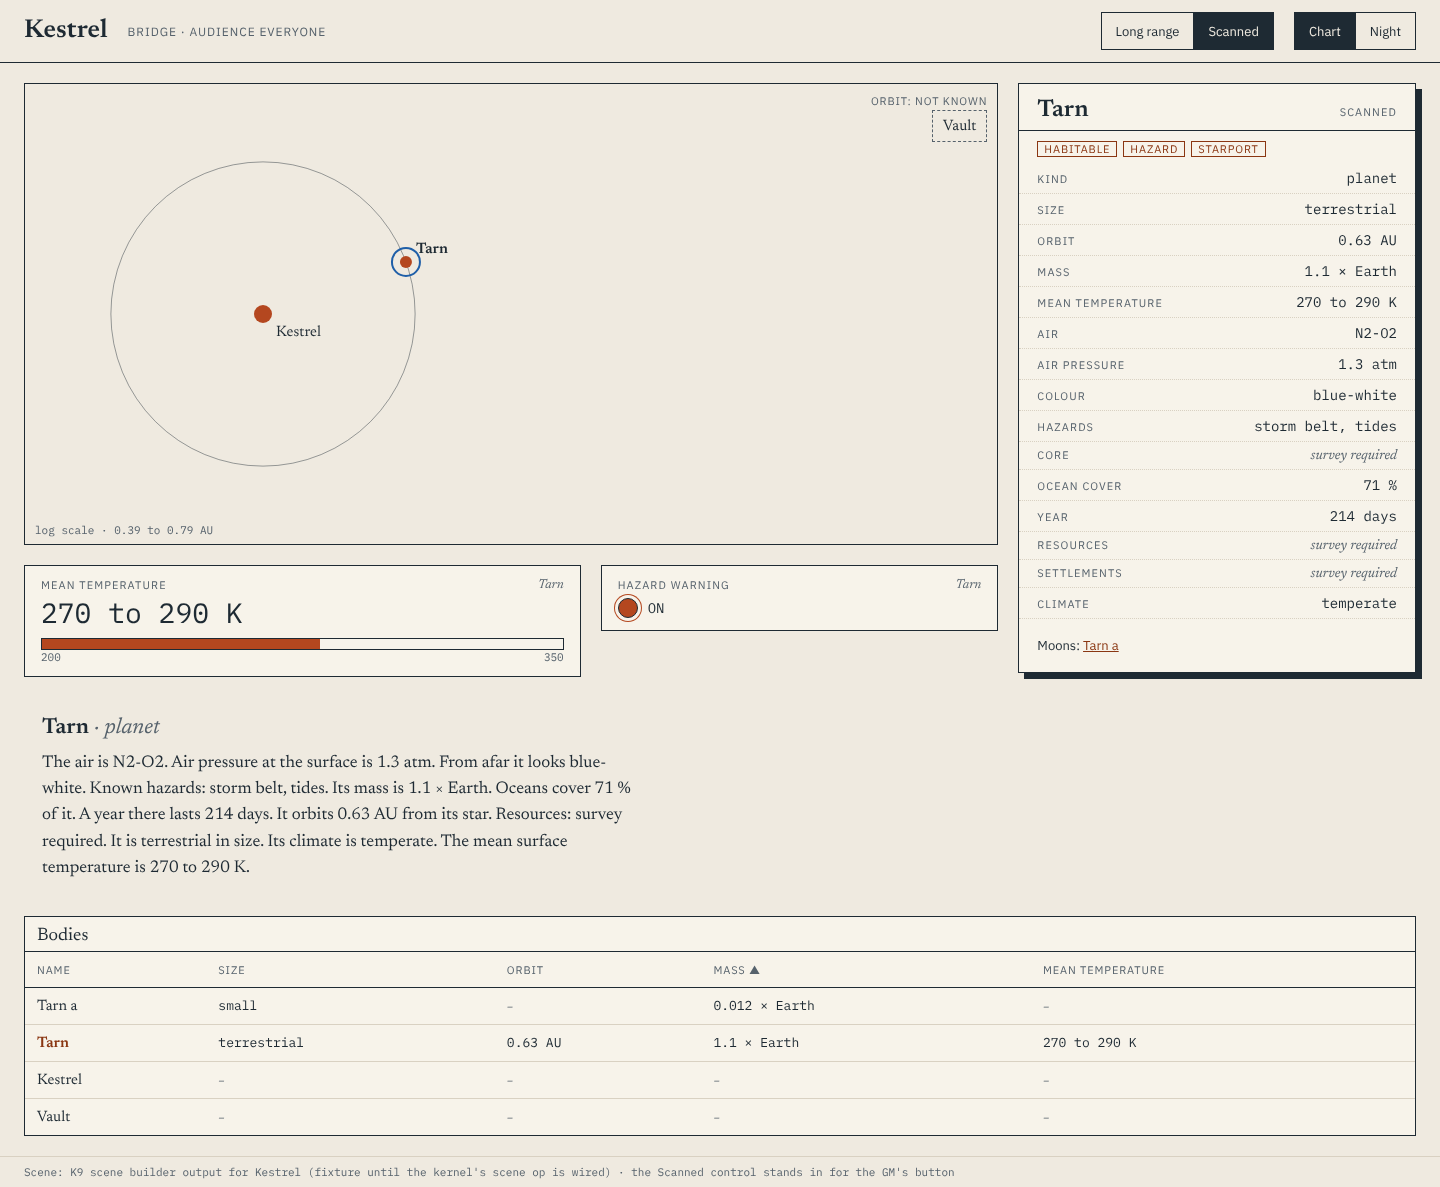 Kestrel
BRIDGE · AUDIENCE EVERYONE
Long range
Scanned
Chart
Night
ORBIT: NOT KNOWN
Vault
Tarn
Kestrel
log scale · 0.39 to 0.79 AU
Tarn
SCANNED
HABITABLE
HAZARD
STARPORT
KIND planet
SIZE terrestrial
ORBIT 0.63 AU
MASS 1.1 × Earth
MEAN TEMPERATURE 270 to 290 K
AIR N2-O2
AIR PRESSURE 1.3 atm
COLOUR blue-white
HAZARDS storm belt, tides
CORE survey required
OCEAN COVER 71 %
YEAR 214 days
RESOURCES survey required
SETTLEMENTS survey required
CLIMATE temperate
Moons: Tarn a
MEAN TEMPERATURE Tarn
270 to 290 K
200 350
HAZARD WARNING Tarn
ON
Tarn · planet
The air is N2-O2. Air pressure at the surface is 1.3 atm. From afar it looks blue-
white. Known hazards: storm belt, tides. Its mass is 1.1 × Earth. Oceans cover 71 %
of it. A year there lasts 214 days. It orbits 0.63 AU from its star. Resources: survey
required. It is terrestrial in size. Its climate is temperate. The mean surface
temperature is 270 to 290 K.
Bodies
NAME SIZE ORBIT MASS ▲ MEAN TEMPERATURE
Tarn a small – 0.012 × Earth –
Tarn terrestrial 0.63 AU 1.1 × Earth 270 to 290 K
Kestrel – – – –
Vault – – – –
Scene: K9 scene builder output for Kestrel (fixture until the kernel's scene op is wired) · the Scanned control stands in for the GM's button